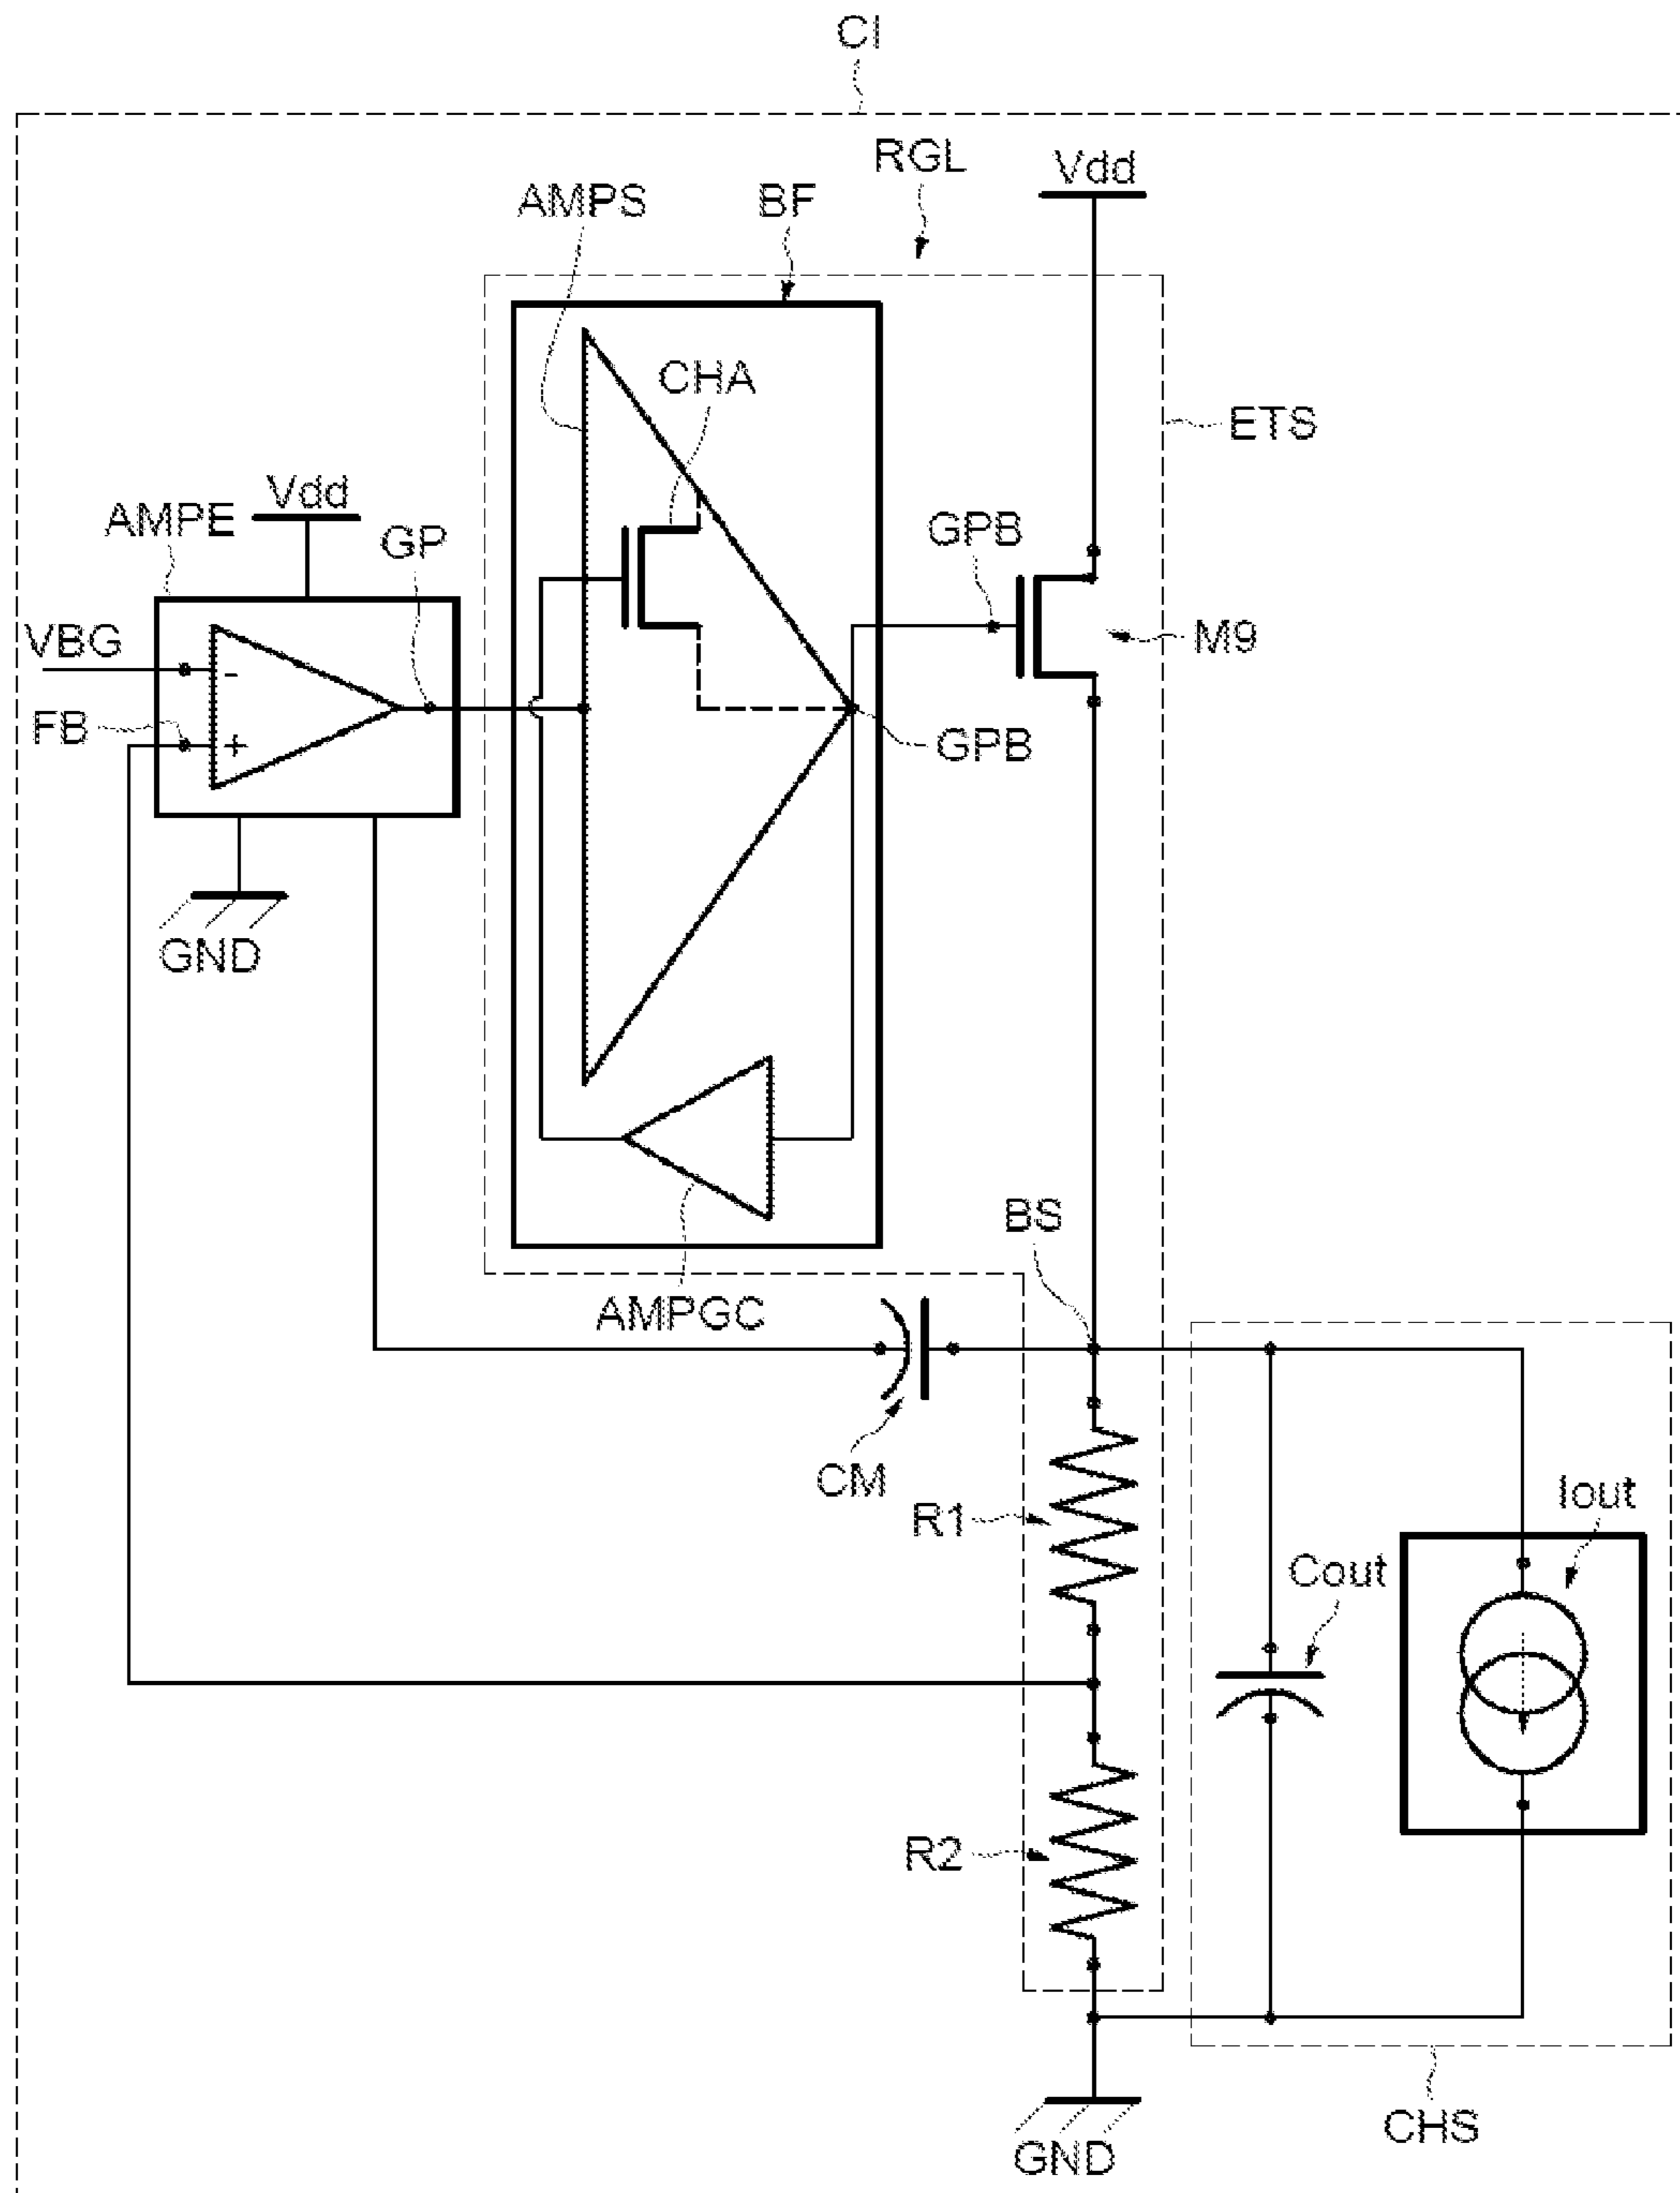 CI
RGL
Vdd
AMPS
BF
CHA
ETS
Vdd
AMPE
GP
GPB
VBG
-
M9
FB
+
GPB
GND
BS
AMPGC
CM
R1
Iout
Cout
R2
CHS
GND